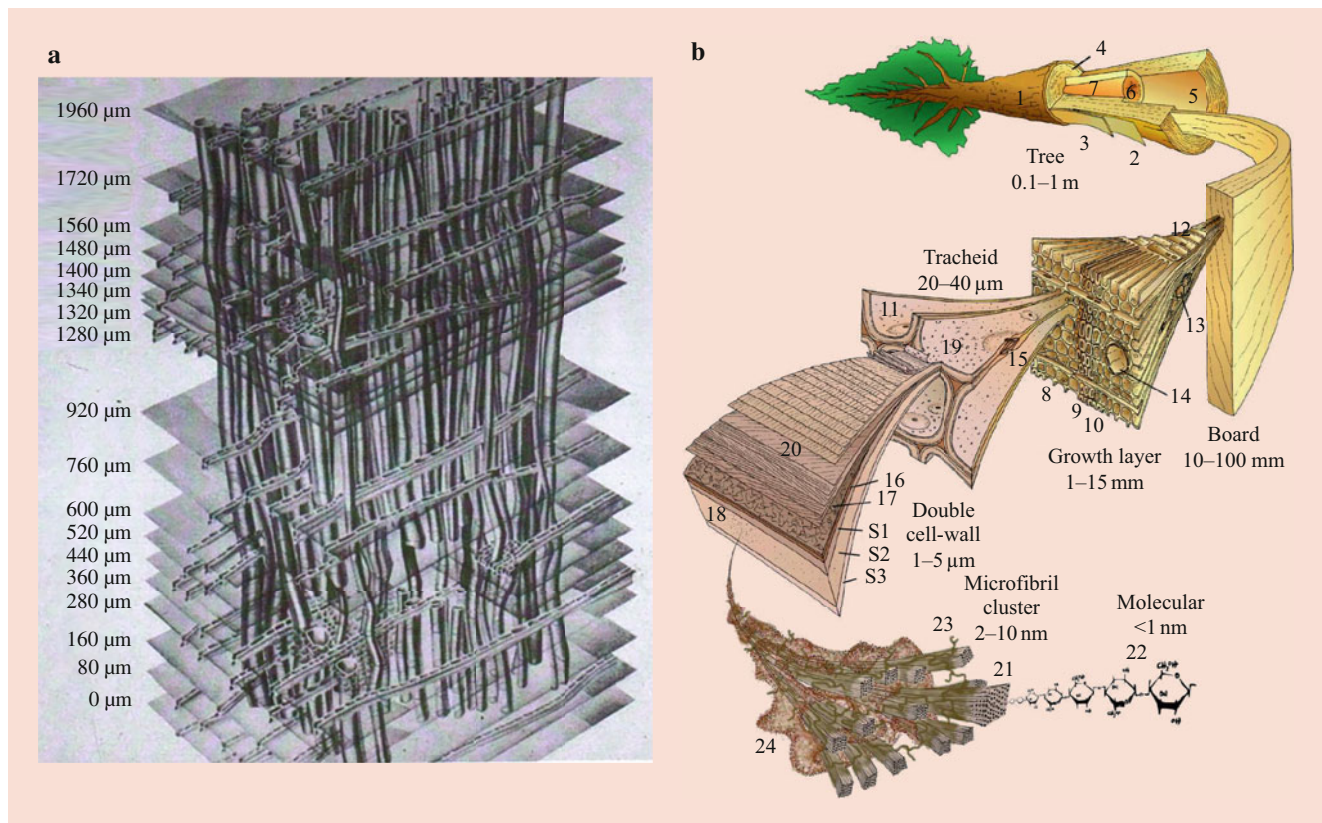 a
1960 µm
1720 µm
1560 µm
1480 µm
1400 µm
1340 µm
1320 µm
1280 µm
920 µm
760 µm
600 µm
520 µm
440 µm
360 µm
280 µm
160 µm
80 µm
0 µm
b
4
7
6
5
1
3
2
Tree
0.1–1 m
12
Tracheid
20–40 µm
11
13
19
15
14
8
9
10
Growth layer
1–15 mm
Board
10–100 mm
20
16
17
18
S1
S2
S3
Double
cell-wall
1–5 µm
Microfibril
cluster
2–10 nm
Molecular
<1 nm
23
22
21
24